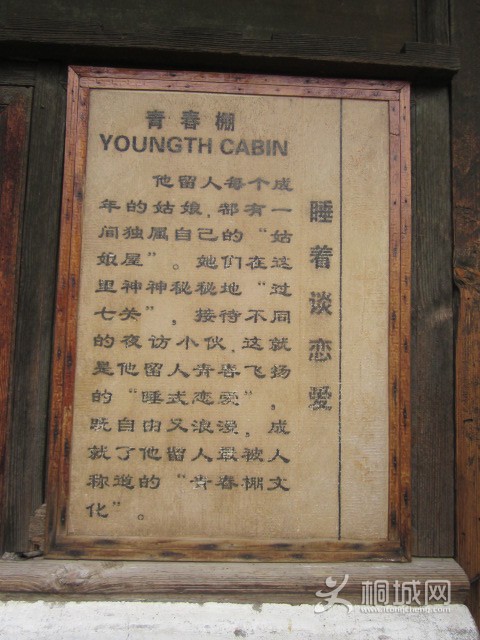 青春棚
YOUNGTH CABIN
他留人每个成
年的姑娘,都有一
间独属自己的“姑
娘屋”。她们在这
里神神秘秘地“过
七关”,接待不同
的夜访小伙,这就
是他留人青春飞扬
的“睡式恋爱”,
既自由又浪漫,成
就了他留人最被人
称道的“青春棚文
化”。
睡着谈恋爱
桐城网